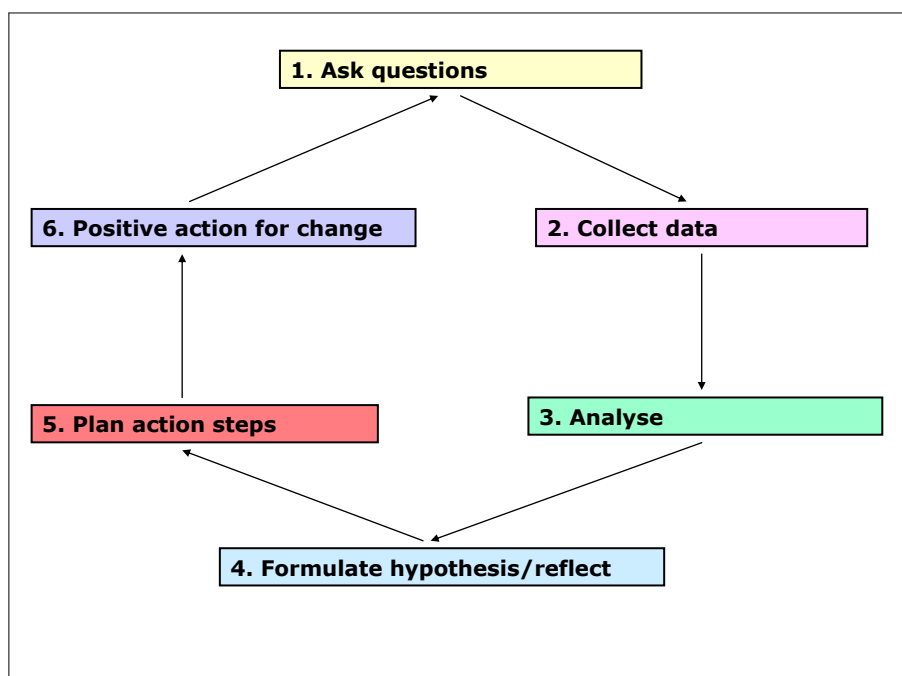 1. Ask questions
2. Collect data
3. Analyse
4. Formulate hypothesis/reflect
5. Plan action steps
6. Positive action for change